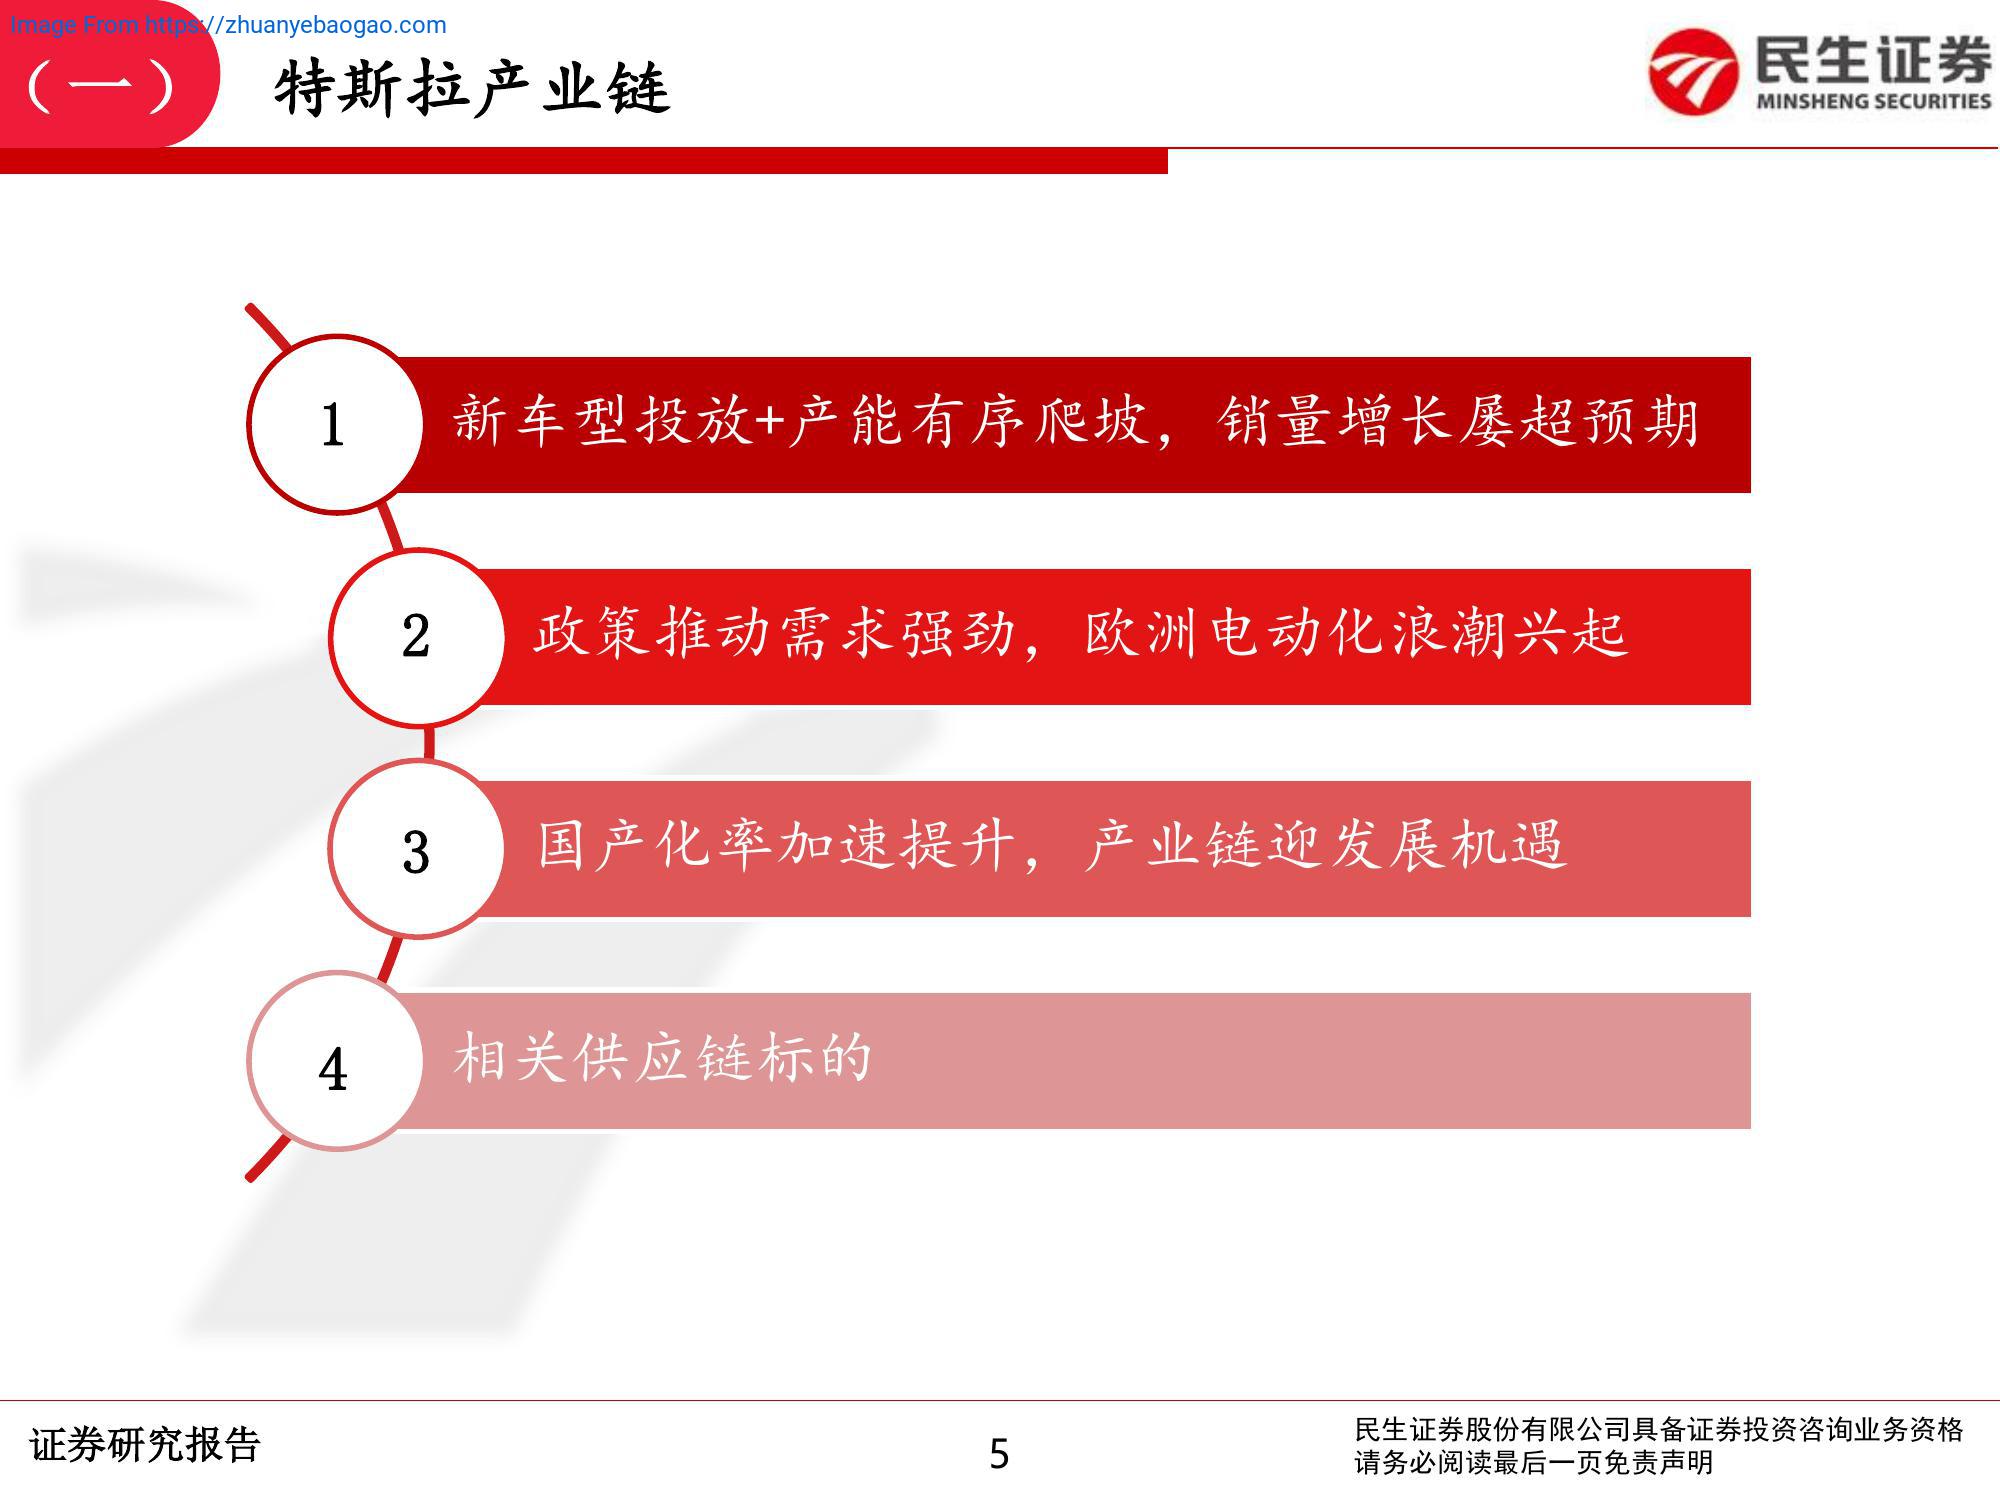 Image From https://zhuanyebaogao.com
（一）
特斯拉产业链
民生证券
MINSHENG SECURITIES
1
新车型投放+产能有序爬坡，销量增长屡超预期
2
政策推动需求强劲，欧洲电动化浪潮兴起
3
国产化率加速提升，产业链迎发展机遇
4
相关供应链标的
证券研究报告
5
民生证券股份有限公司具备证券投资咨询业务资格
请务必阅读最后一页免责声明